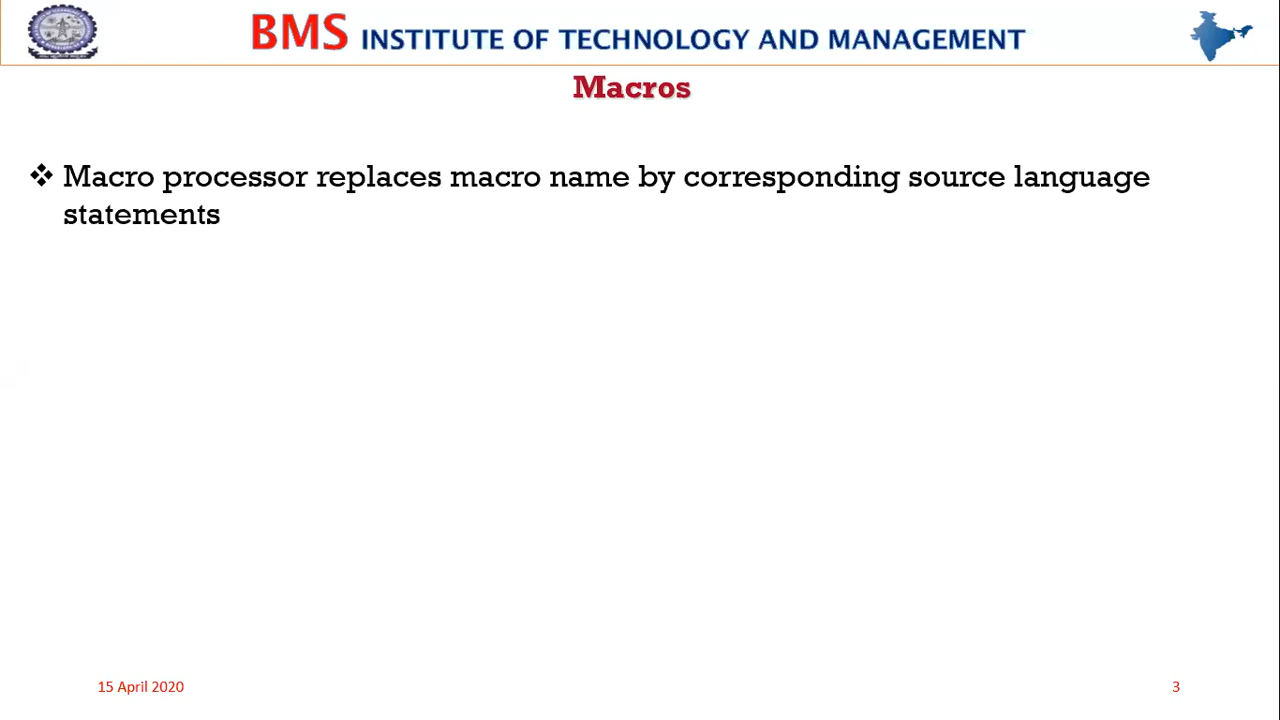 BMS INSTITUTE OF TECHNOLOGY AND MANAGEMENT
Macros
❖ Macro processor replaces macro name by corresponding source language
statements
15 April 2020
3